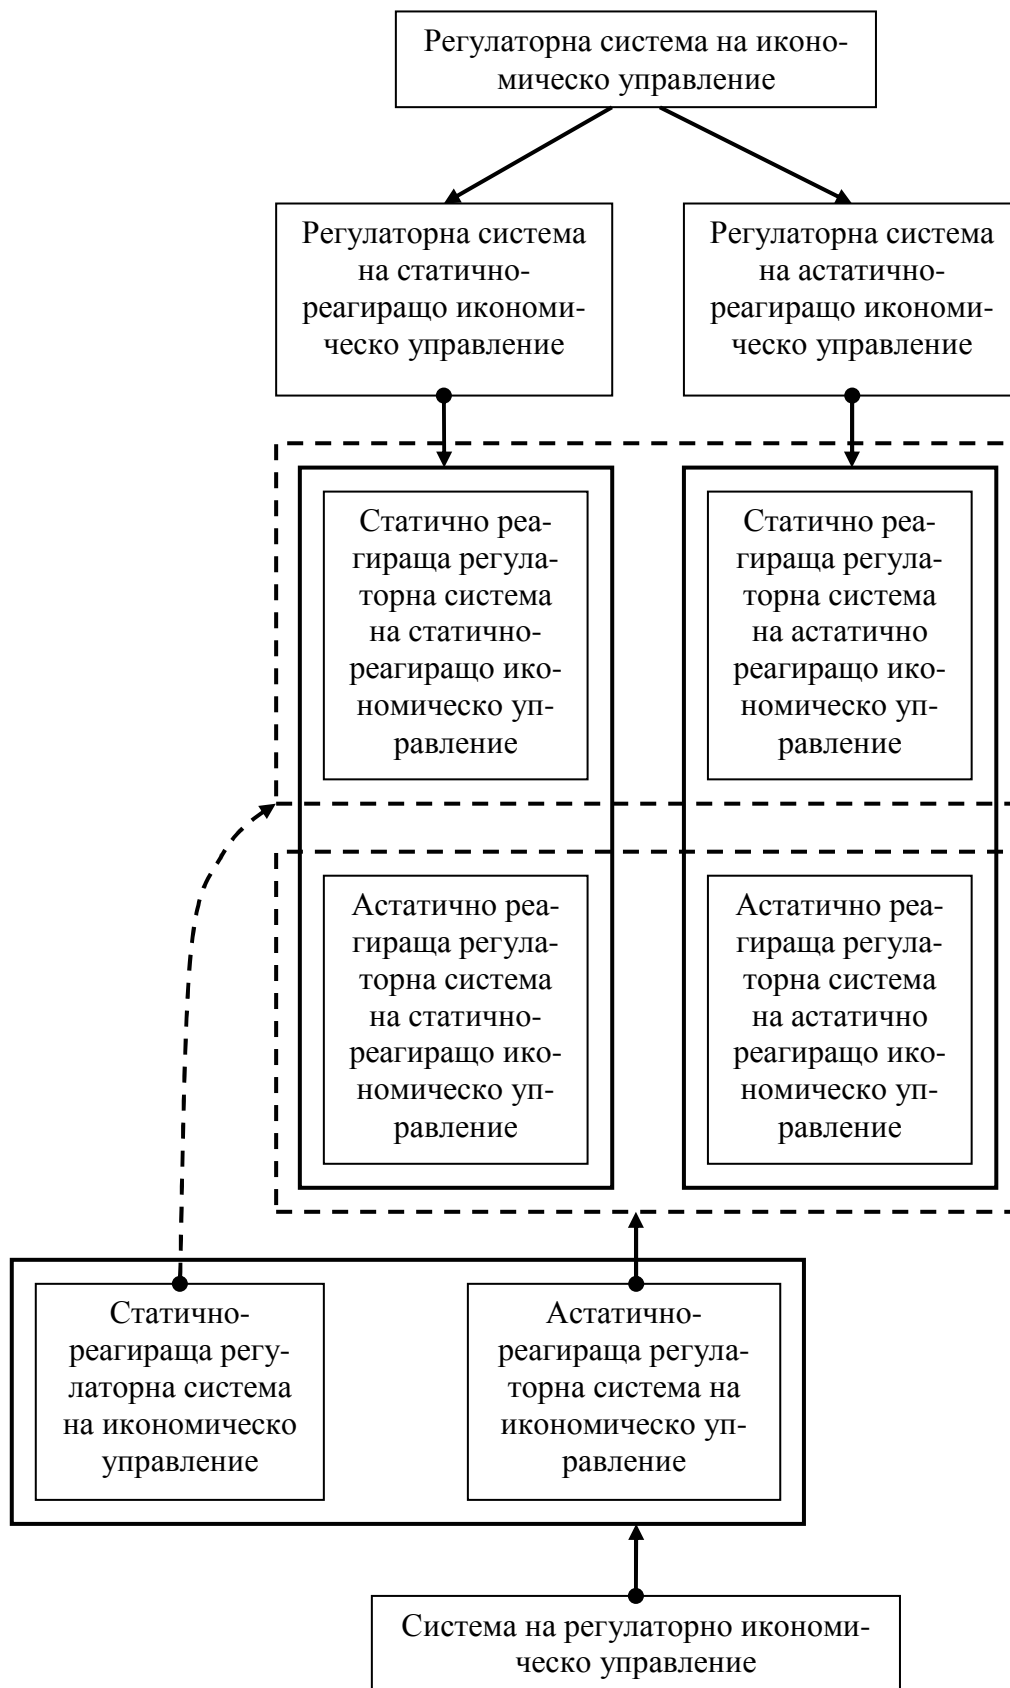 Регулаторна система на иконо-
мическо управление
Регулаторна система
на статично-
реагиращо икономи-
ческо управление
Регулаторна система
на астатично-
реагиращо икономи-
ческо управление
Статично реа-
гираща регула-
торна система
на статично-
реагиращо ико-
номическо уп-
равление
Статично реа-
гираща регула-
торна система
на астатично
реагиращо ико-
номическо уп-
равление
Астатично реа-
гираща регула-
торна система
на статично-
реагиращо ико-
номическо уп-
равление
Астатично реа-
гираща регула-
торна система
на астатично
реагиращо ико-
номическо уп-
равление
Статично-
реагираща регу-
латорна система
на икономическо
управление
Астатично-
реагираща регула-
торна система на
икономическо уп-
равление
Система на регулаторно икономи-
ческо управление